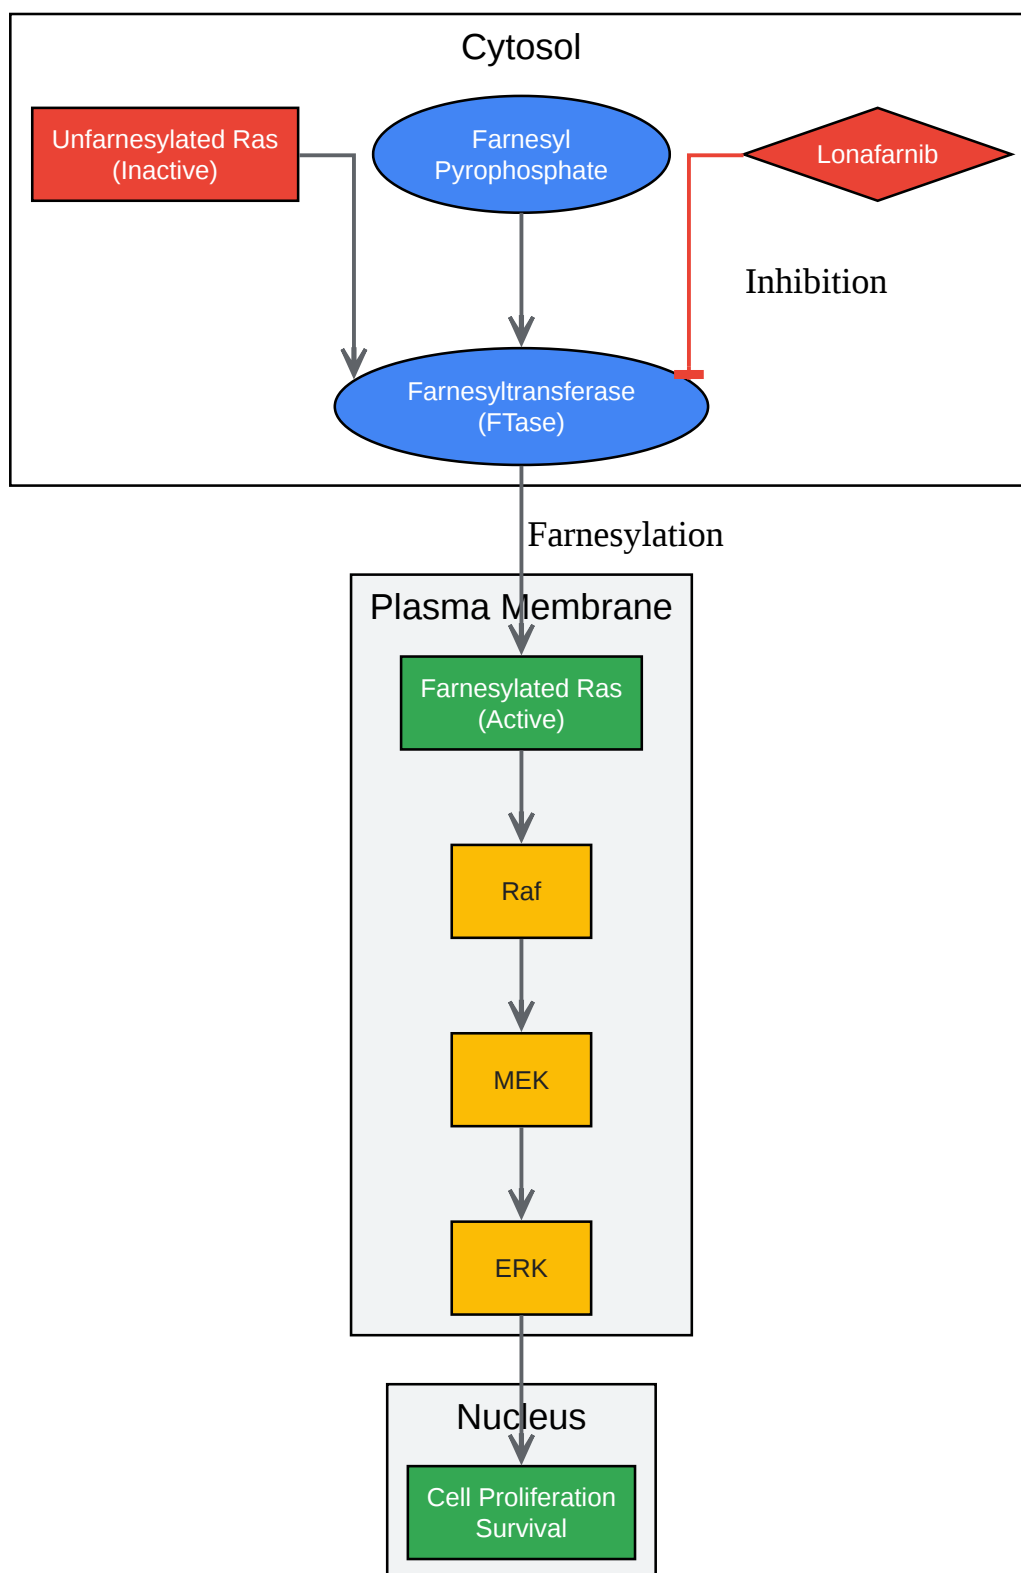 Cytosol
Unfarnesylated Ras
(Inactive)
Farnesyl
Pyrophosphate
Lonafarnib
Inhibition
Farnesyltransferase
(FTase)
Farnesylation
Plasma Membrane
Farnesylated Ras
(Active)
Raf
MEK
ERK
Nucleus
Cell Proliferation
Survival